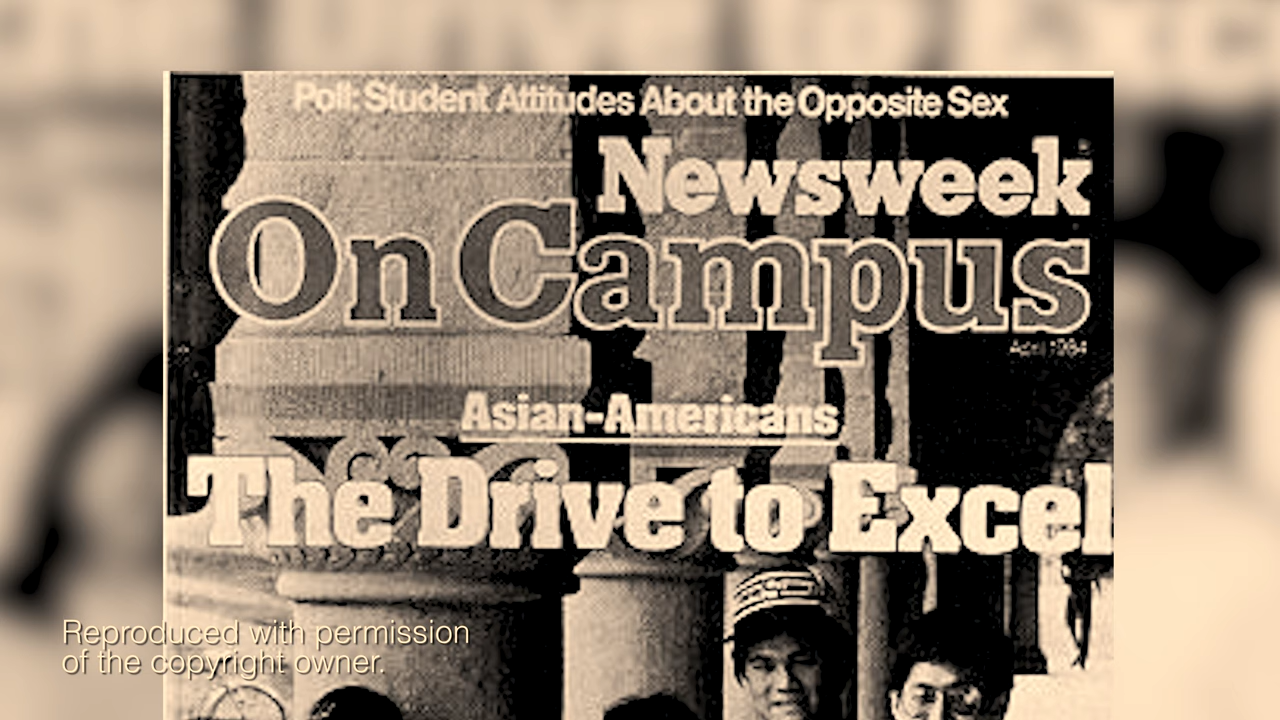 Poll: Student Attitudes About the Opposite Sex
Newsweek
On Campus
April 1984
Asian-Americans
The Drive to Excel
Reproduced with permission
of the copyright owner.